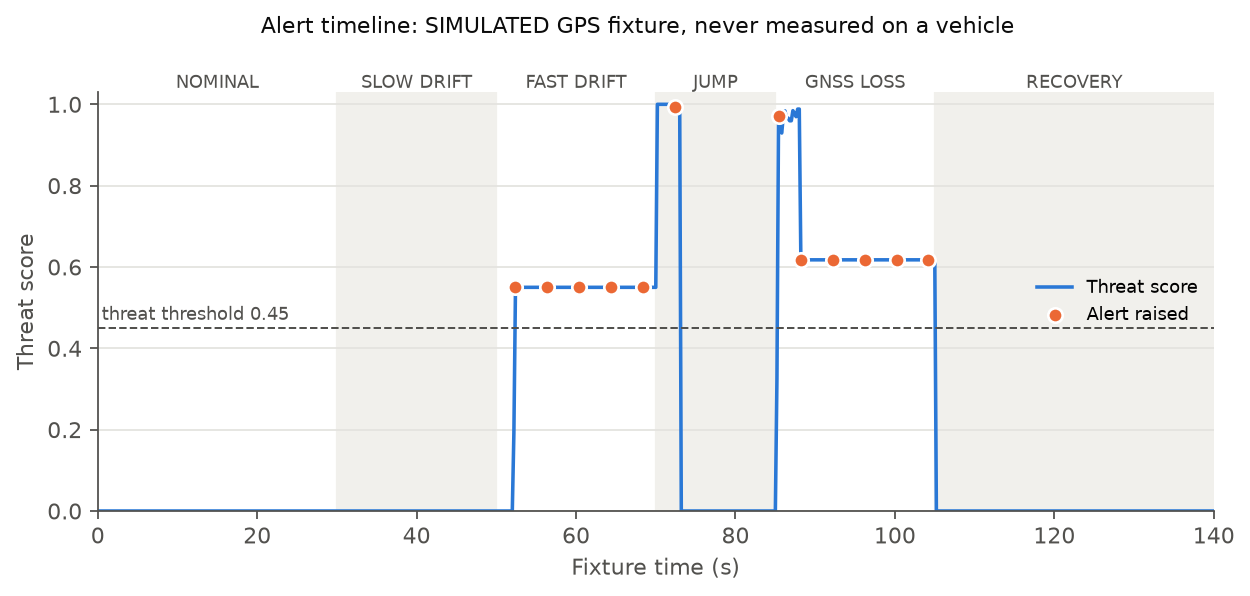 Alert timeline: SIMULATED GPS fixture, never measured on a vehicle
NOMINAL SLOW DRIFT FAST DRIFT JUMP GNSS LOSS RECOVERY
1.0
0.8
0.6
0.4
0.2
0.0
Threat score
threat threshold 0.45
Threat score
Alert raised
0 20 40 60 80 100 120 140
Fixture time (s)